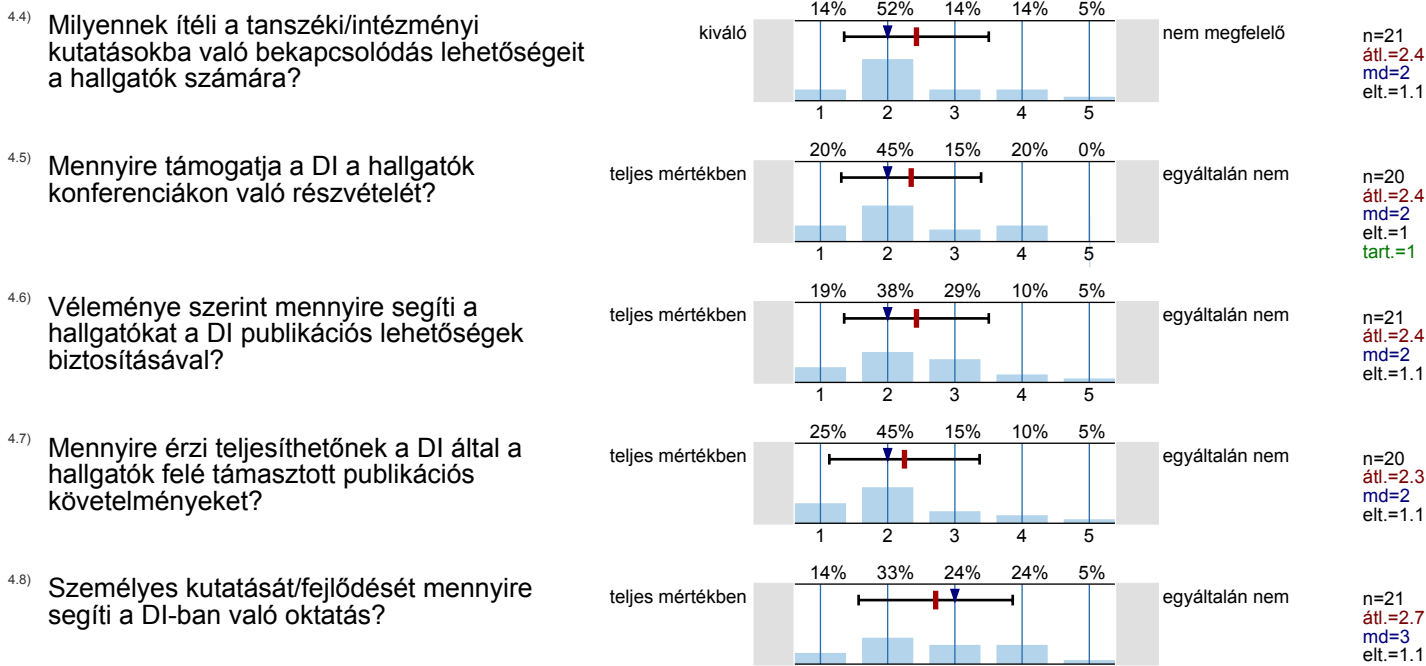 4.4) Milyennek ítéli a tanszéki/intézményi
kutatásokba való bekapcsolódás lehetőségeit
a hallgatók számára?
kiváló
14% 52% 14% 14% 5%
1 2 3 4 5
nem megfelelő
n=21
átl.=2.4
md=2
elt.=1.1
4.5) Mennyire támogatja a DI a hallgatók
konferenciákon való részvételét?
teljes mértékben
20% 45% 15% 20% 0%
1 2 3 4 5
egyáltalán nem
n=20
átl.=2.4
md=2
elt.=1
tart.=1
4.6) Véleménye szerint mennyire segíti a
hallgatókat a DI publikációs lehetőségek
biztosításával?
teljes mértékben
19% 38% 29% 10% 5%
1 2 3 4 5
egyáltalán nem
n=21
átl.=2.4
md=2
elt.=1.1
4.7) Mennyire érzi teljesíthetőnek a DI által a
hallgatók felé támasztott publikációs
követelményeket?
teljes mértékben
25% 45% 15% 10% 5%
1 2 3 4 5
egyáltalán nem
n=20
átl.=2.3
md=2
elt.=1.1
4.8) Személyes kutatását/fejlődését mennyire
segíti a DI-ban való oktatás?
teljes mértékben
14% 33% 24% 24% 5%
egyáltalán nem
n=21
átl.=2.7
md=3
elt.=1.1